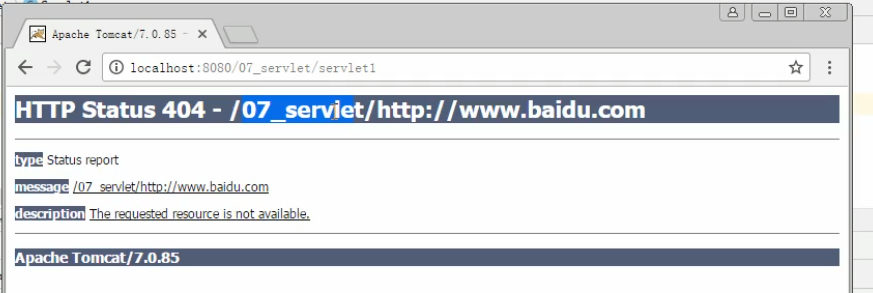 Apache Tomcat/7.0.85 -
localhost:8080/07_servlet/servlet1
HTTP Status 404 - /07_servlet/http://www.baidu.com
type Status report
message /07_servlet/http://www.baidu.com
description The requested resource is not available.
Apache Tomcat/7.0.85